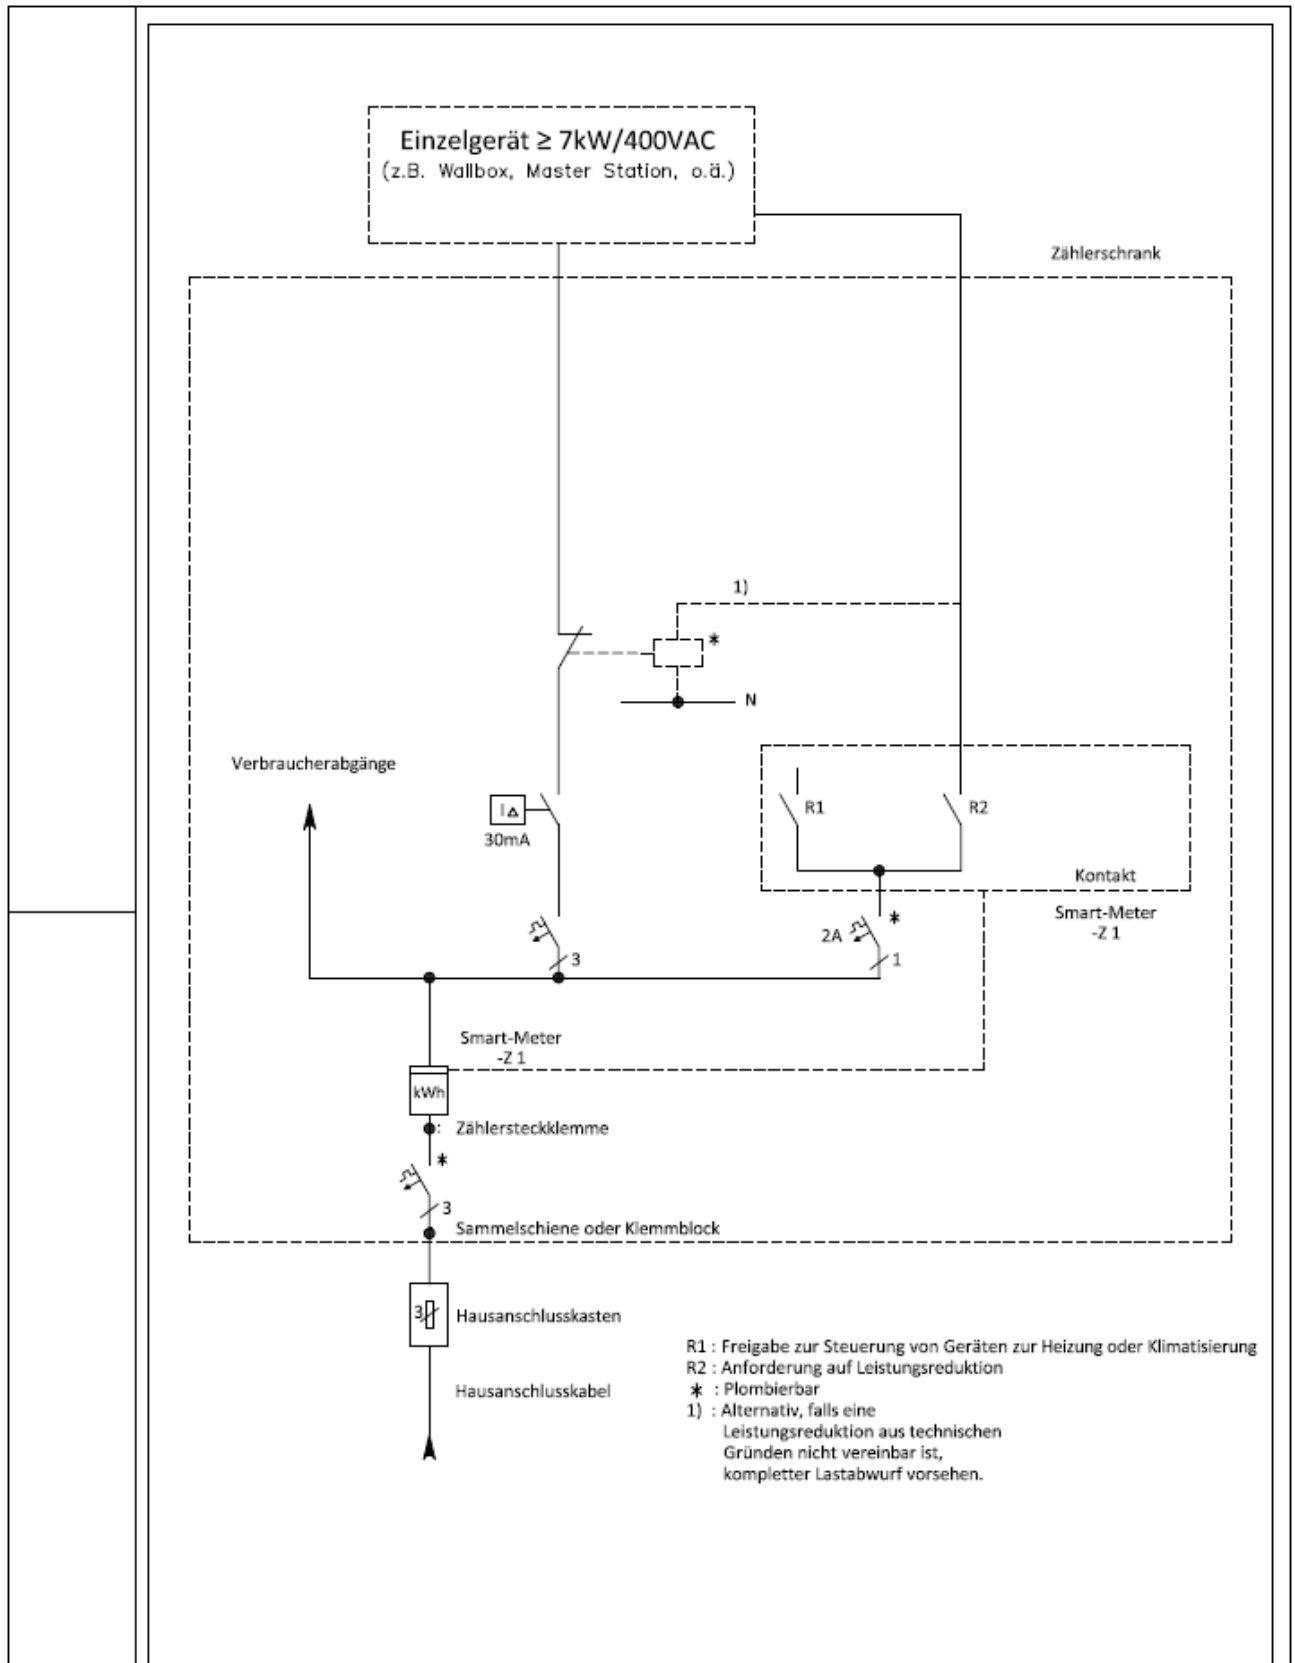 Einzelgerät ≥ 7kW/400VAC
(z.B. Wallbox, Master Station, o.ä.)
Zählerschrank
1)
*
N
Verbraucherabgänge
I△
30mA
R1
R2
Kontakt
Smart-Meter
-Z 1
*
2A
3
1
Smart-Meter
-Z 1
kWh
Zählersteckklemme
*
3
Sammelschiene oder Klemmblock
3
Hausanschlusskasten
Hausanschlusskabel
R1 : Freigabe zur Steuerung von Geräten zur Heizung oder Klimatisierung
R2 : Anforderung auf Leistungsreduktion
* : Plombierbar
1) : Alternativ, falls eine
Leistungsreduktion aus technischen
Gründen nicht vereinbar ist,
kompletter Lastabwurf vorsehen.